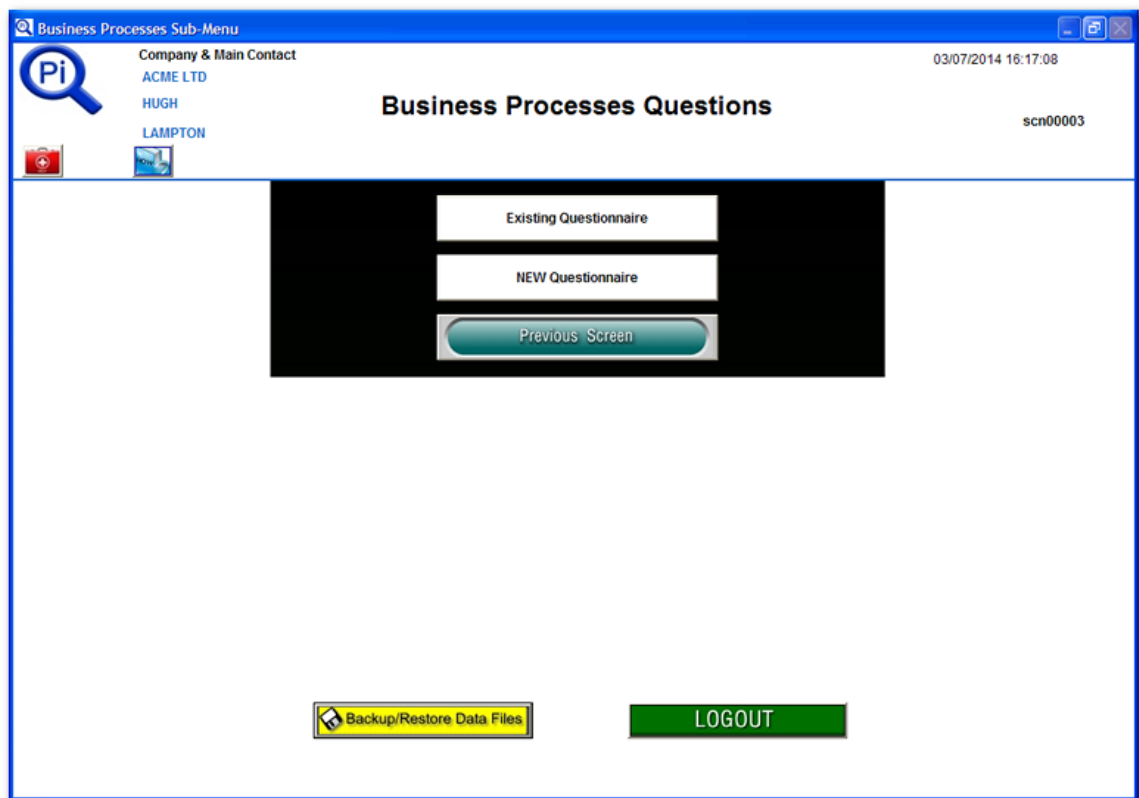 Business Processes Sub-Menu
Pi
Company & Main Contact
ACME LTD
HUGH
LAMPTON
Business Processes Questions
03/07/2014 16:17:08
scn00003
Existing Questionnaire
NEW Questionnaire
Previous Screen
Backup/Restore Data Files
LOGOUT